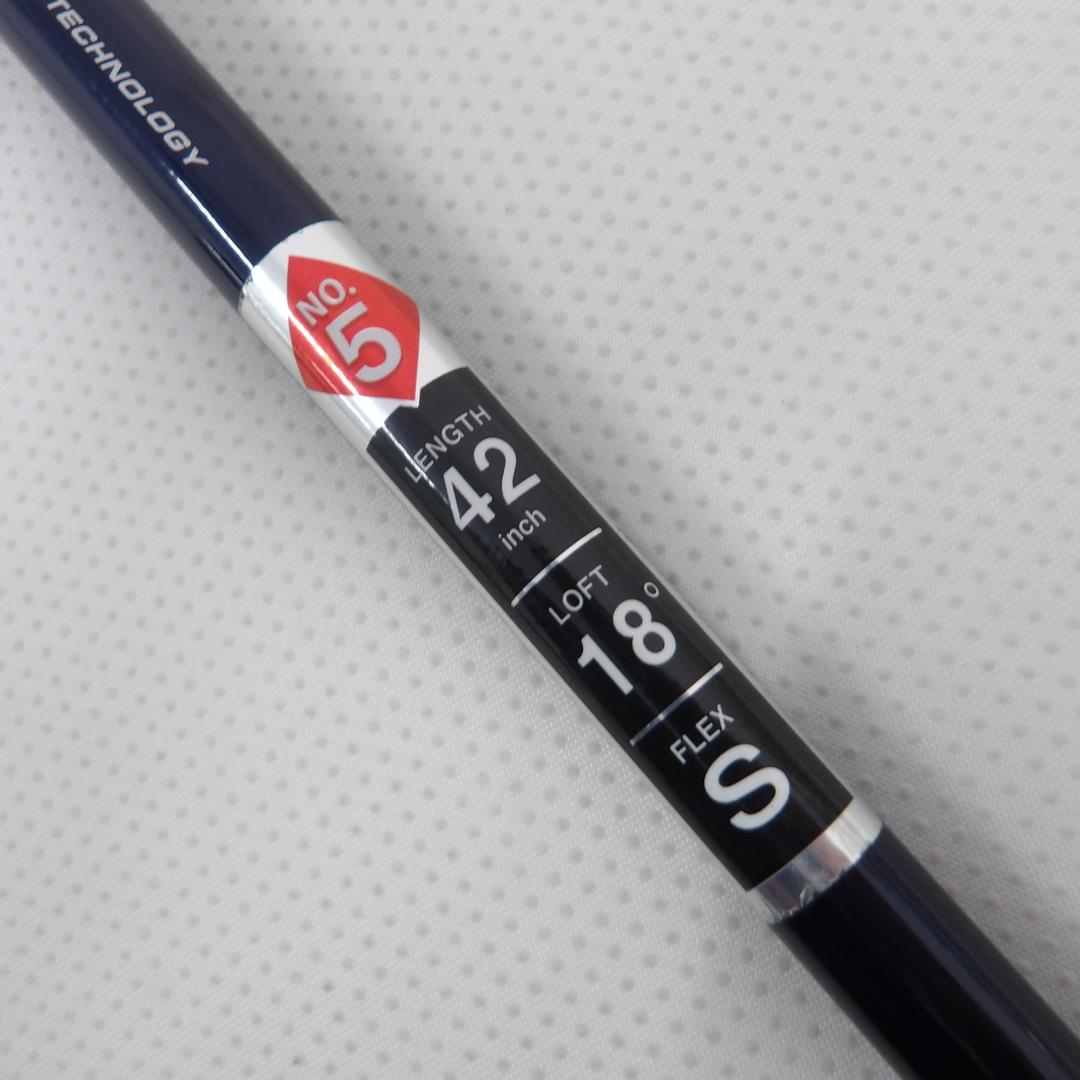 TECHNOLOGY
NO.
5
LENGTH
42
inch
LOFT
18°
FLEX
S